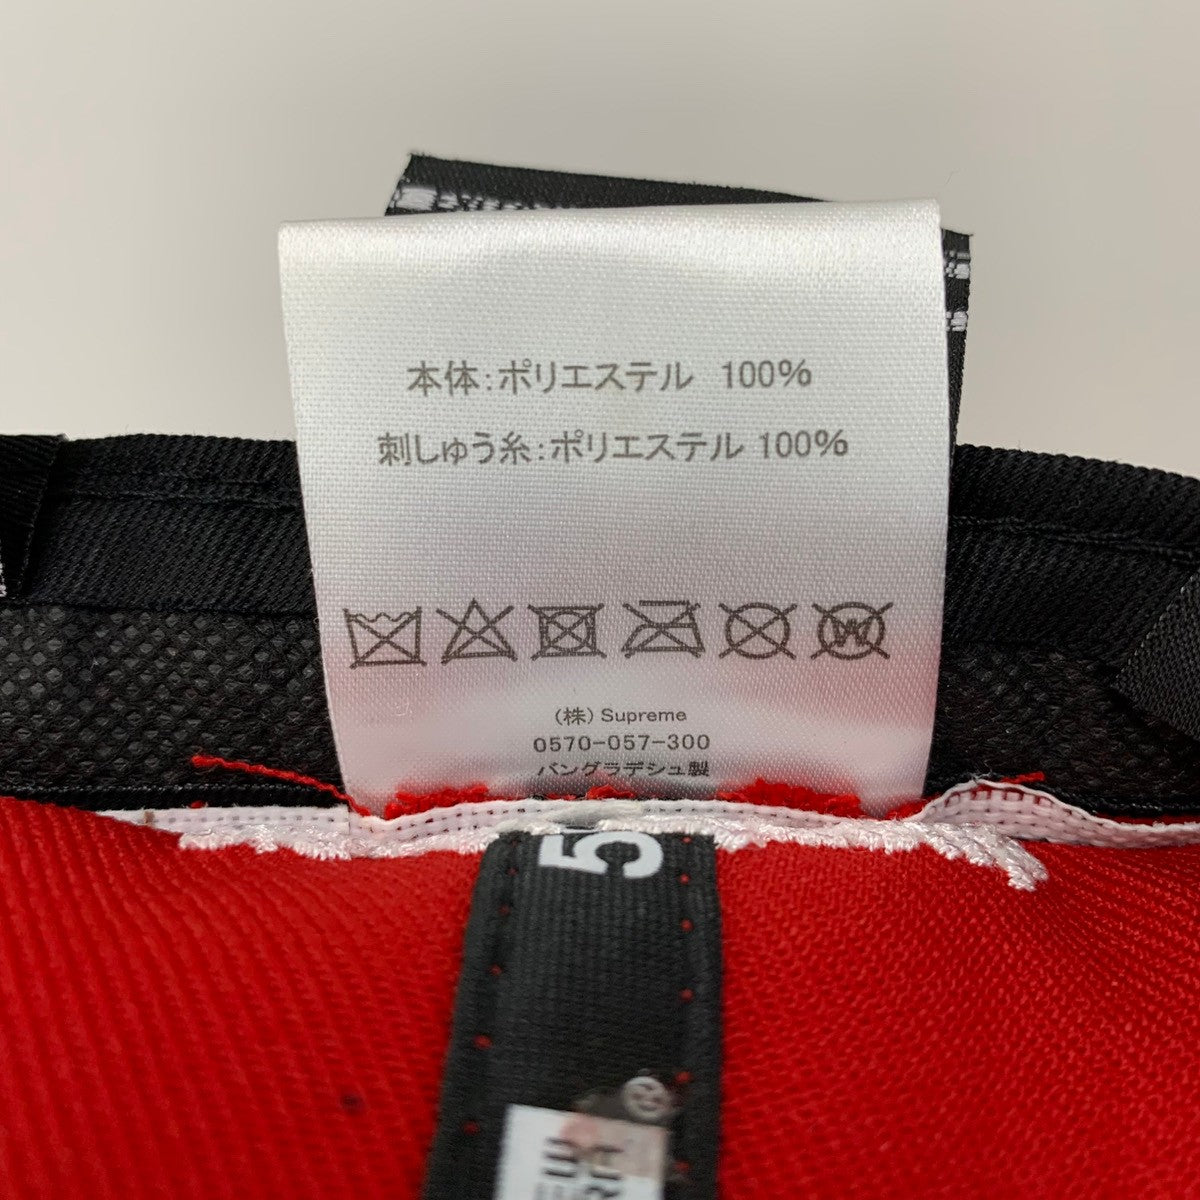 本体:ポリエステル 100%
刺しゅう糸:ポリエステル 100%
W
(株) Supreme
0570-057-300
バングラデシュ製
5
®